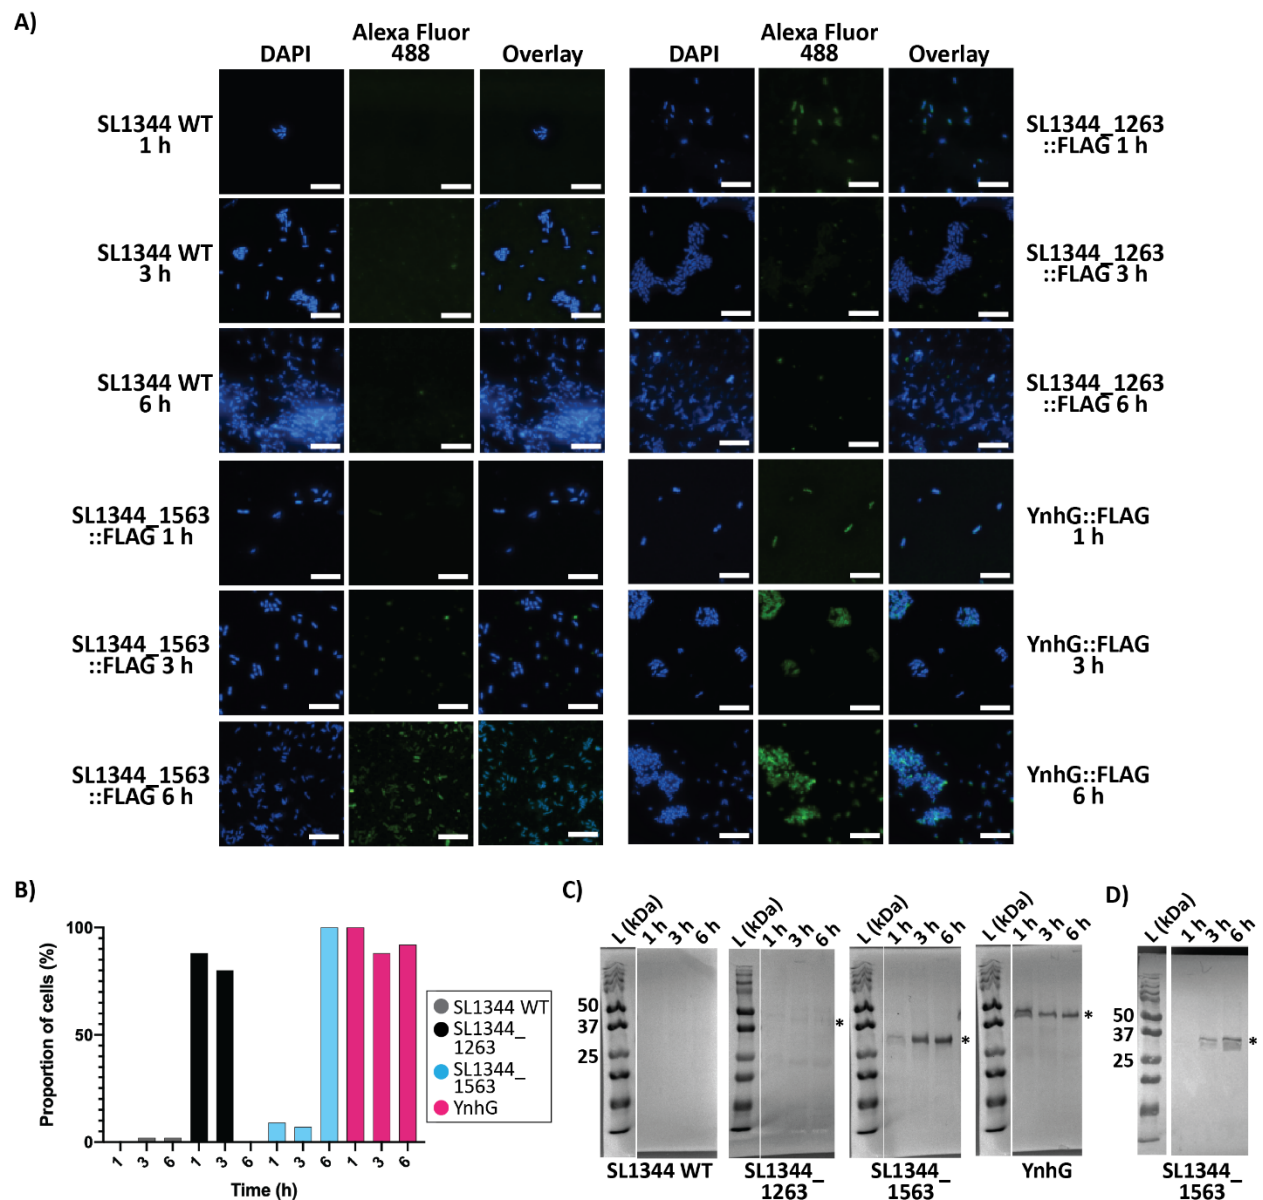 A)
DAPI
Alexa Fluor
488
Overlay
DAPI
Alexa Fluor
488
Overlay
SL1344 WT
1 h
SL1344_1263
::FLAG 1 h
SL1344 WT
3 h
SL1344_1263
::FLAG 3 h
SL1344 WT
6 h
SL1344_1263
::FLAG 6 h
SL1344_1563
::FLAG 1 h
YnhG::FLAG
1 h
SL1344_1563
::FLAG 3 h
YnhG::FLAG
3 h
SL1344_1563
::FLAG 6 h
YnhG::FLAG
6 h
B)
Proportion of cells (%)
100
50
0
1 3 6 1 3 6 1 3 6 1 3 6
Time (h)
SL1344 WT
SL1344_
1263
SL1344_
1563
YnhG
C)
L (kDa) 1 h 3 h 6 h
50
37
25
SL1344 WT
L (kDa) 1 h 3 h 6 h
*
SL1344_
1263
L (kDa) 1 h 3 h 6 h
*
SL1344_
1563
L (kDa) 1 h 3 h 6 h
*
YnhG
D)
L (kDa) 1 h 3 h 6 h
50
37
25
*
SL1344_
1563